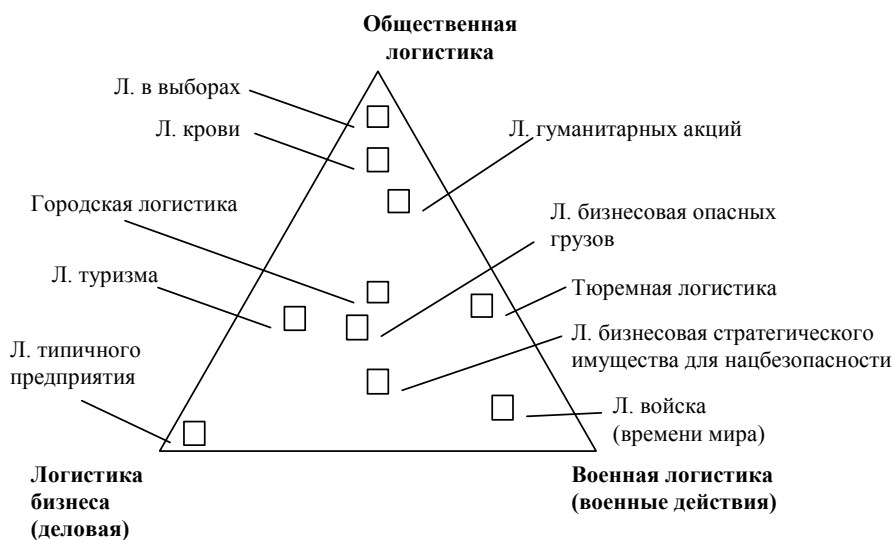 Общественная
логистика
Л. в выборах
Л. крови
Л. гуманитарных акций
Городская логистика
Л. бизнесовая опасных
грузов
Л. туризма
Тюремная логистика
Л. типичного
предприятия
Л. бизнесовая стратегического
имущества для нацбезопасности
Л. войска
(времени мира)
Логистика
бизнеса
(деловая)
Военная логистика
(военные действия)